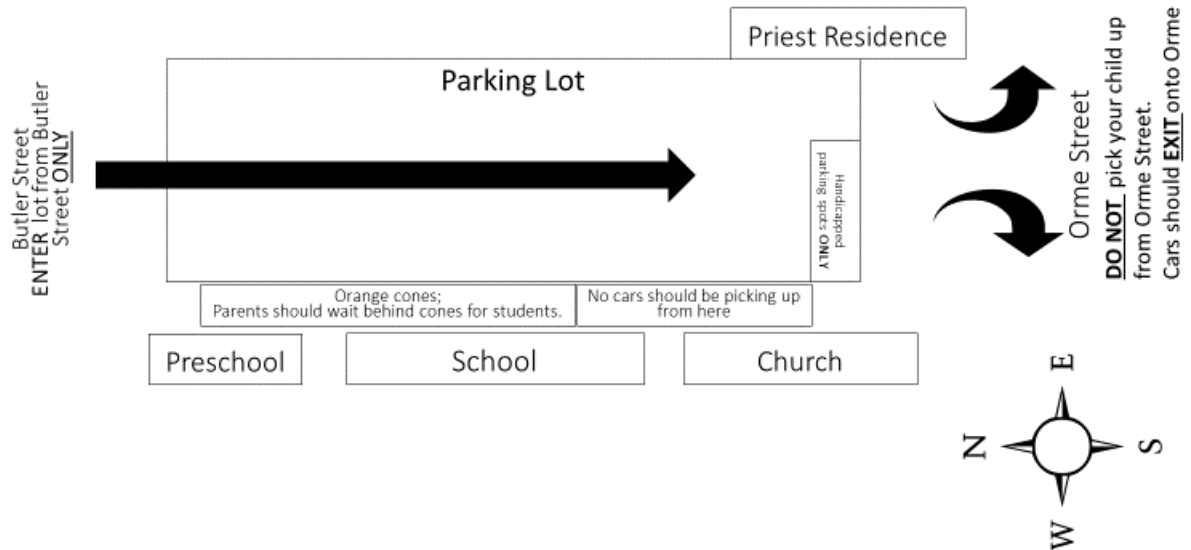 Priest Residence
Parking Lot
Butler Street
ENTER lot from Butler
Street ONLY
Handicapped
parking spots ONLY
Orme Street
DO NOT pick your child up
from Orme Street.
Cars should EXIT onto Orme
Orange cones;
Parents should wait behind cones for students.
No cars should be picking up
from here
Preschool
School
Church
E
N
S
W